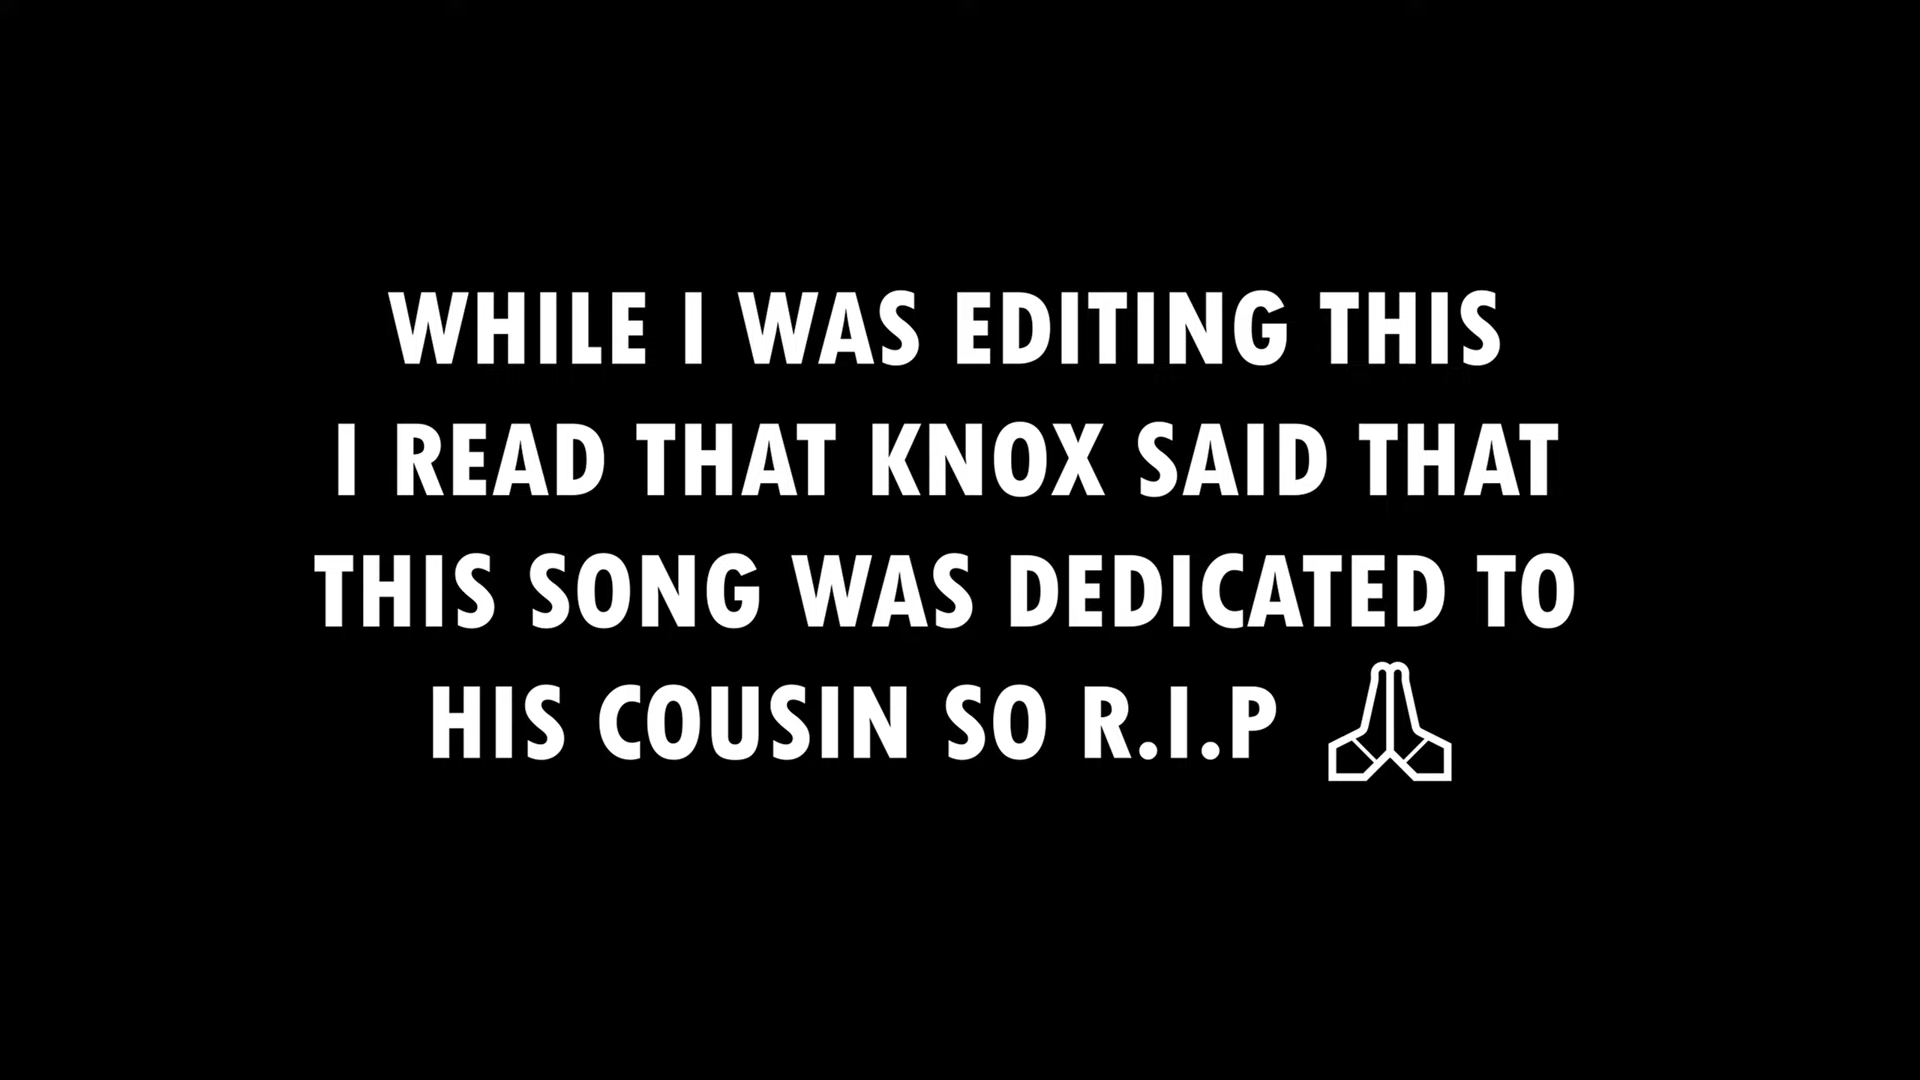 WHILE I WAS EDITING THIS
I READ THAT KNOX SAID THAT
THIS SONG WAS DEDICATED TO
HIS COUSIN SO R.I.P 🙏